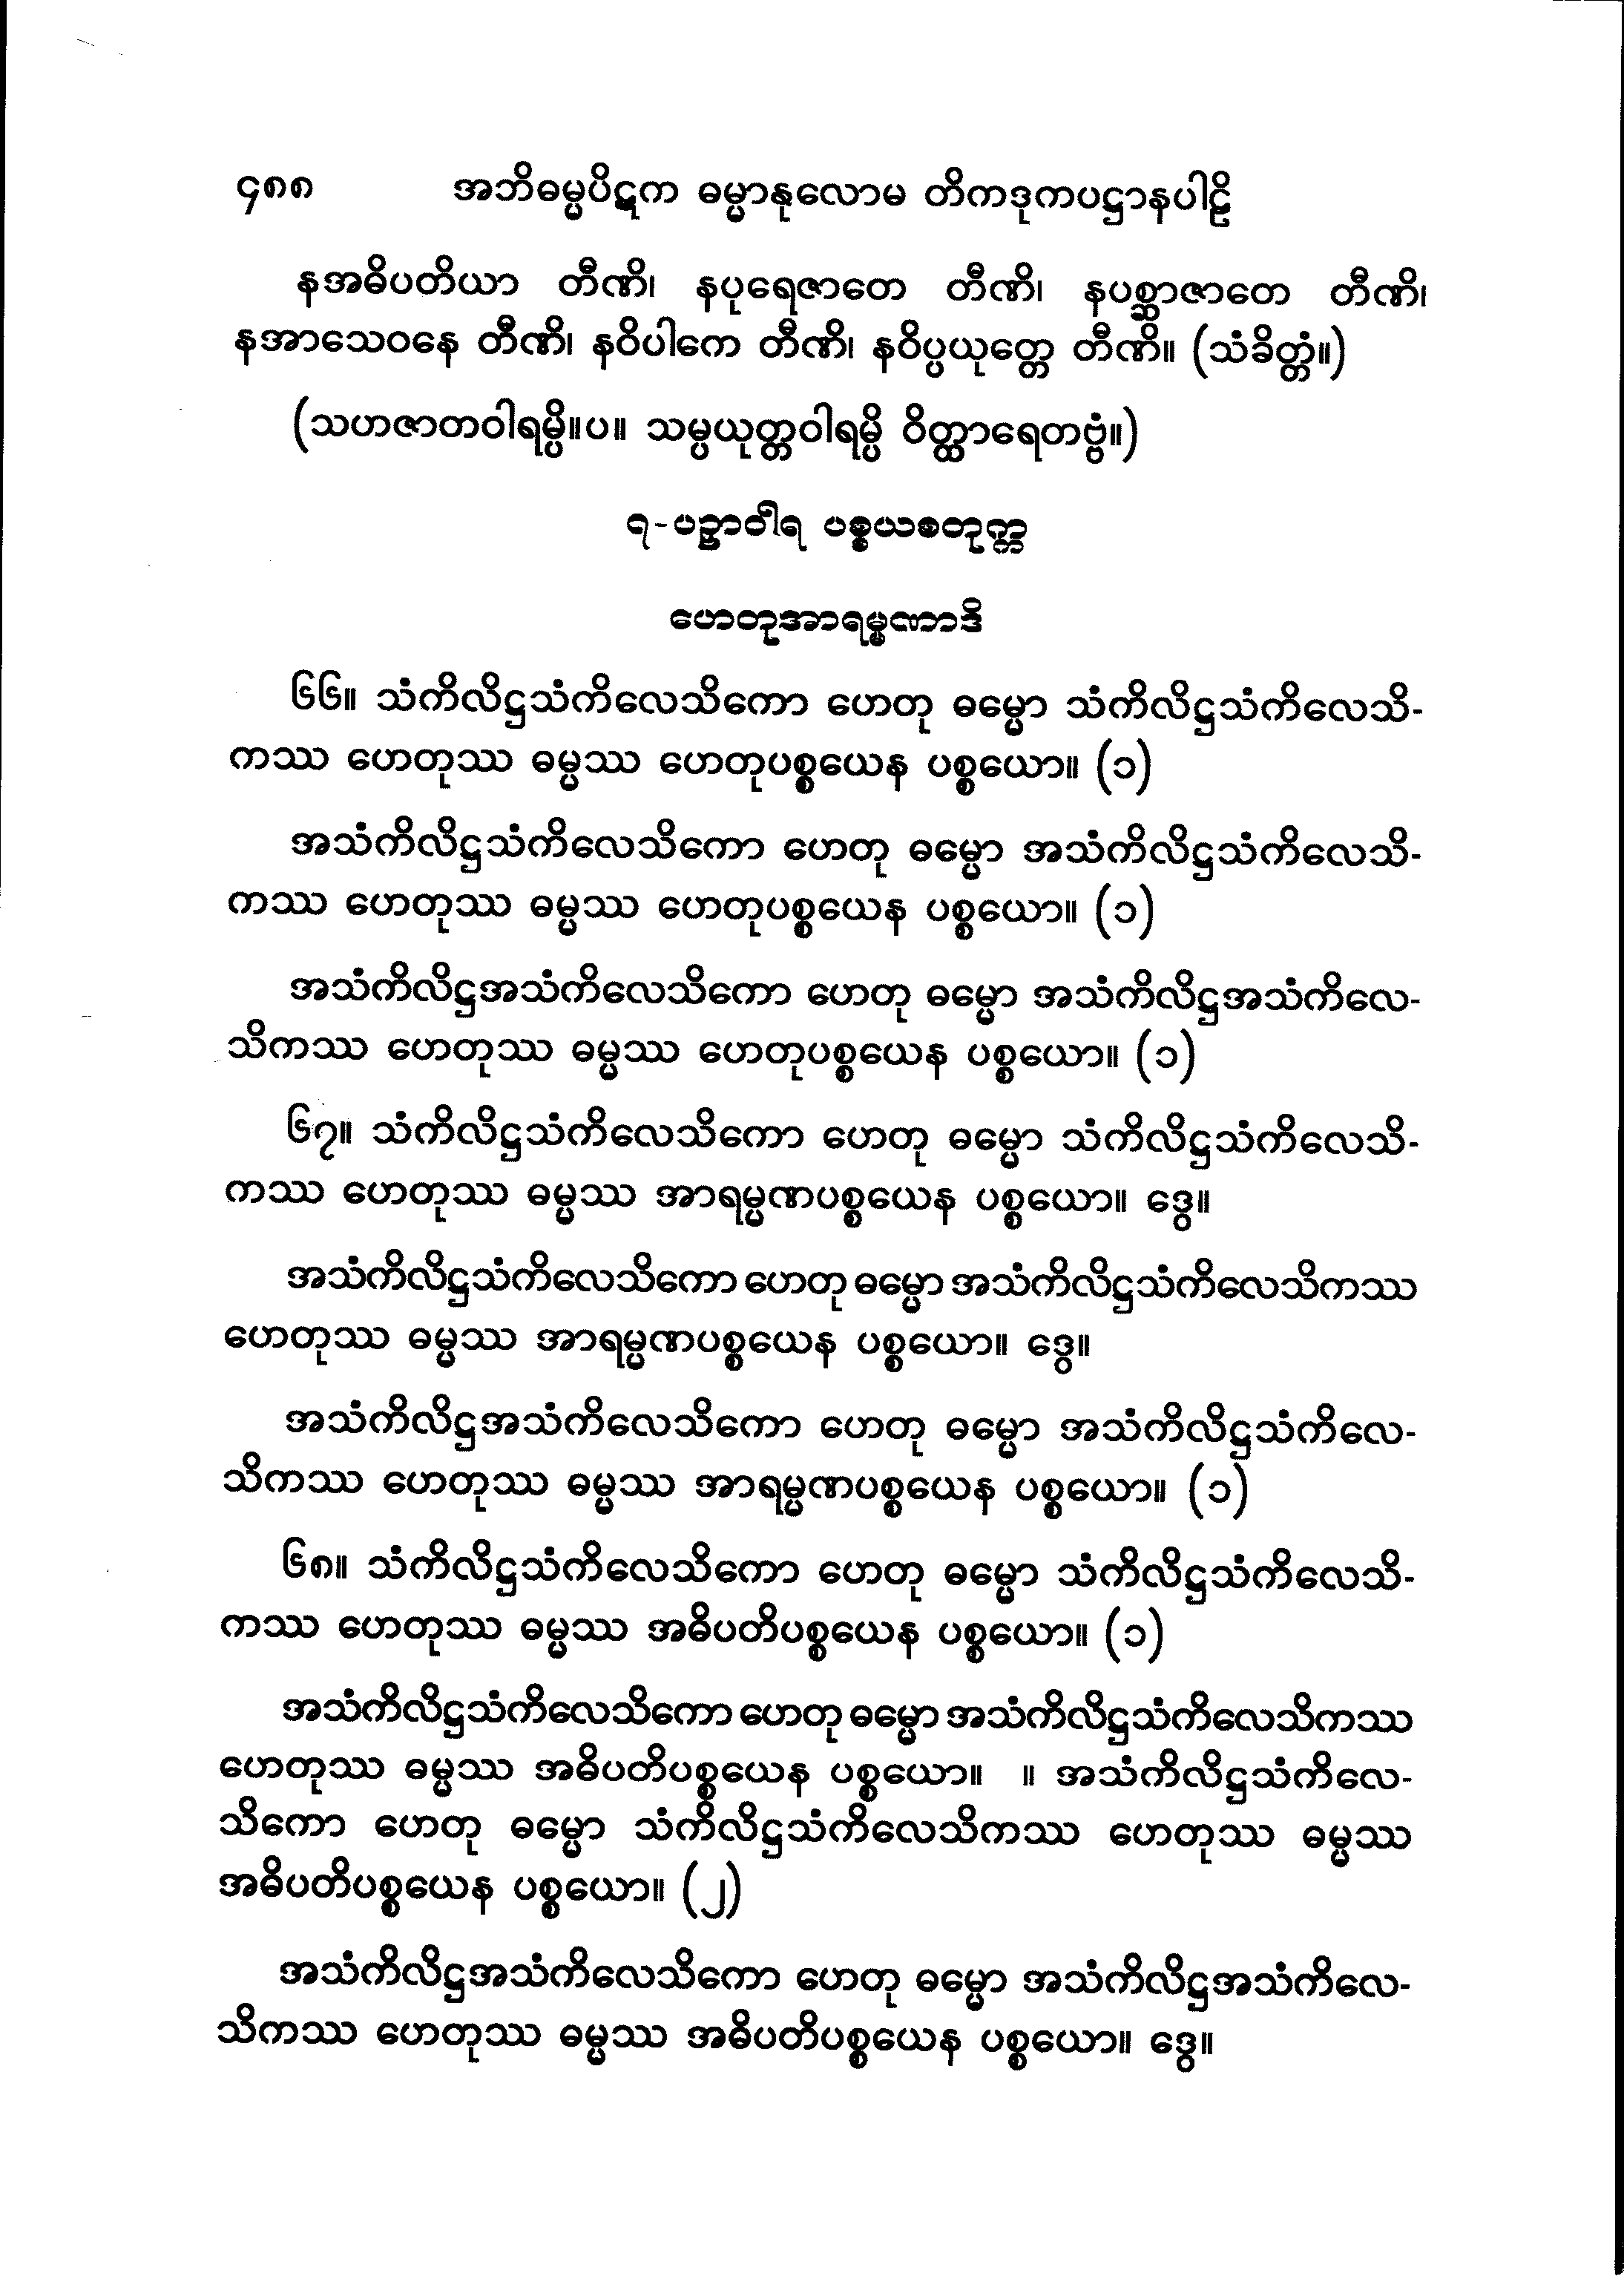 ၄၈၈ အဘိဓမ္မပိဋက ဓမ္မာနုလောမ တိကဒုကပဋ္ဌာနပါဠိ
နအဓိပတိယာ တီဏိ၊ နပုရေဇာတေ တီဏိ၊ နပစ္ဆာဇာတေ တီဏိ၊
နအာသေဝနေ တီဏိ၊ နဝိပါကေ တီဏိ၊ နဝိပ္ပယုတ္တေ တီဏိ။ (သံခိတ္တံ။)
(သဟဇာတဝါရမ္ပိ။ပ။ သမ္ပယုတ္တဝါရမ္ပိ ဝိတ္ထာရေတဗ္ဗံ။)
၇-ပဉှာဝါရ ပစ္စယစတုက္က
ဟေတုအာရမ္မဏာဒိ
၆၆။ သံကိလိဋ္ဌသံကိလေသိကော ဟေတု ဓမ္မော သံကိလိဋ္ဌသံကိလေသိ-
ကဿ ဟေတုဿ ဓမ္မဿ ဟေတုပစ္စယေန ပစ္စယော။ (၁)
အသံကိလိဋ္ဌသံကိလေသိကော ဟေတု ဓမ္မော အသံကိလိဋ္ဌသံကိလေသိ-
ကဿ ဟေတုဿ ဓမ္မဿ ဟေတုပစ္စယေန ပစ္စယော။ (၁)
အသံကိလိဋ္ဌအသံကိလေသိကော ဟေတု ဓမ္မော အသံကိလိဋ္ဌအသံကိလေ-
သိကဿ ဟေတုဿ ဓမ္မဿ ဟေတုပစ္စယေန ပစ္စယော။ (၁)
၆၇။ သံကိလိဋ္ဌသံကိလေသိကော ဟေတု ဓမ္မော သံကိလိဋ္ဌသံကိလေသိ-
ကဿ ဟေတုဿ ဓမ္မဿ အာရမ္မဏပစ္စယေန ပစ္စယော။ ဒွေ။
အသံကိလိဋ္ဌသံကိလေသိကော ဟေတု ဓမ္မော အသံကိလိဋ္ဌသံကိလေသိကဿ
ဟေတုဿ ဓမ္မဿ အာရမ္မဏပစ္စယေန ပစ္စယော။ ဒွေ။
အသံကိလိဋ္ဌအသံကိလေသိကော ဟေတု ဓမ္မော အသံကိလိဋ္ဌသံကိလေ-
သိကဿ ဟေတုဿ ဓမ္မဿ အာရမ္မဏပစ္စယေန ပစ္စယော။ (၁)
၆၈။ သံကိလိဋ္ဌသံကိလေသိကော ဟေတု ဓမ္မော သံကိလိဋ္ဌသံကိလေသိ-
ကဿ ဟေတုဿ ဓမ္မဿ အဓိပတိပစ္စယေန ပစ္စယော။ (၁)
အသံကိလိဋ္ဌသံကိလေသိကော ဟေတု ဓမ္မော အသံကိလိဋ္ဌသံကိလေသိကဿ
ဟေတုဿ ဓမ္မဿ အဓိပတိပစ္စယေန ပစ္စယော။ ။ အသံကိလိဋ္ဌသံကိလေ-
သိကော ဟေတု ဓမ္မော သံကိလိဋ္ဌသံကိလေသိကဿ ဟေတုဿ ဓမ္မဿ
အဓိပတိပစ္စယေန ပစ္စယော။ (၂)
အသံကိလိဋ္ဌအသံကိလေသိကော ဟေတု ဓမ္မော အသံကိလိဋ္ဌအသံကိလေ-
သိကဿ ဟေတုဿ ဓမ္မဿ အဓိပတိပစ္စယေန ပစ္စယော။ ဒွေ။